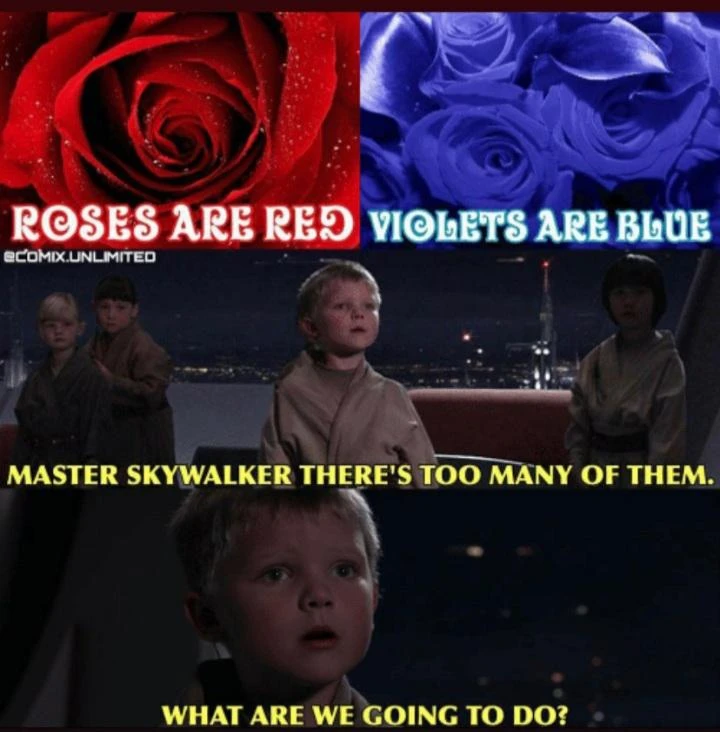 ROSES ARE RED
VIOLETS ARE BLUE
@COMIX.UNLIMITED
MASTER SKYWALKER THERE'S TOO MANY OF THEM.
WHAT ARE WE GOING TO DO?